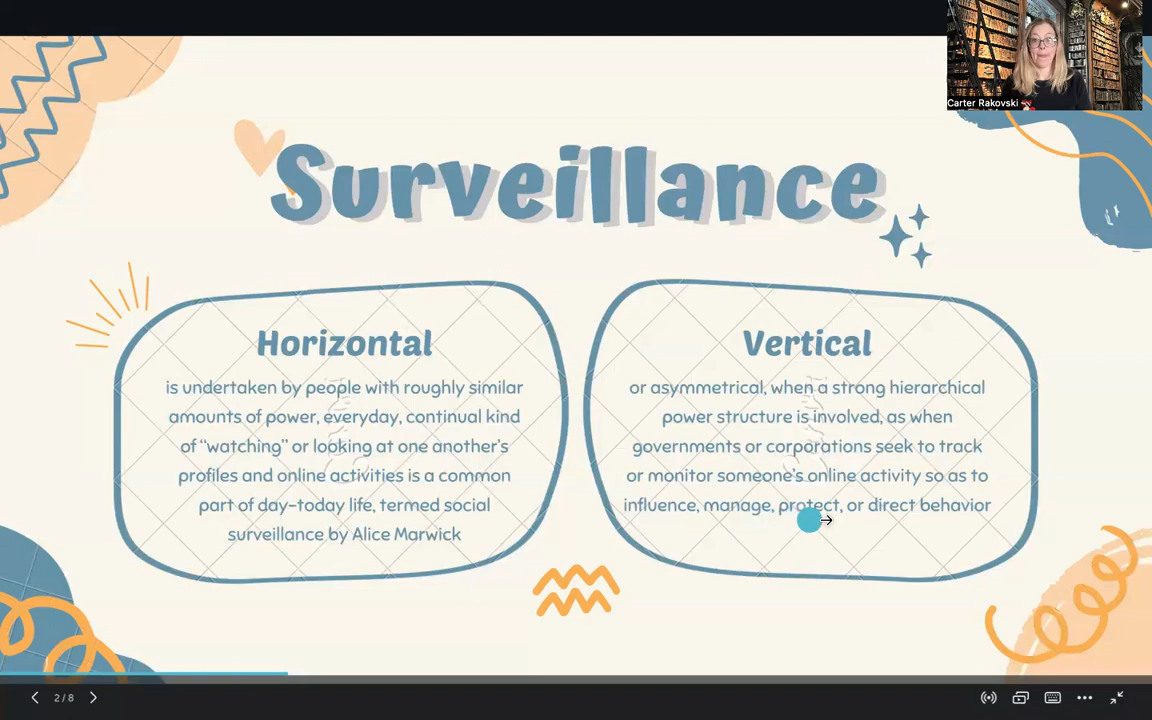 Carter Rakovski
Surveillance
Horizontal
is undertaken by people with roughly similar
amounts of power, everyday, continual kind
of “watching” or looking at one another's
profiles and online activities is a common
part of day-to day life, termed social
surveillance by Alice Marwick
Vertical
or asymmetrical, when a strong hierarchical
power structure is involved, as when
governments or corporations seek to track
or monitor someone's online activity so as to
influence, manage, protect, or direct behavior
2/8